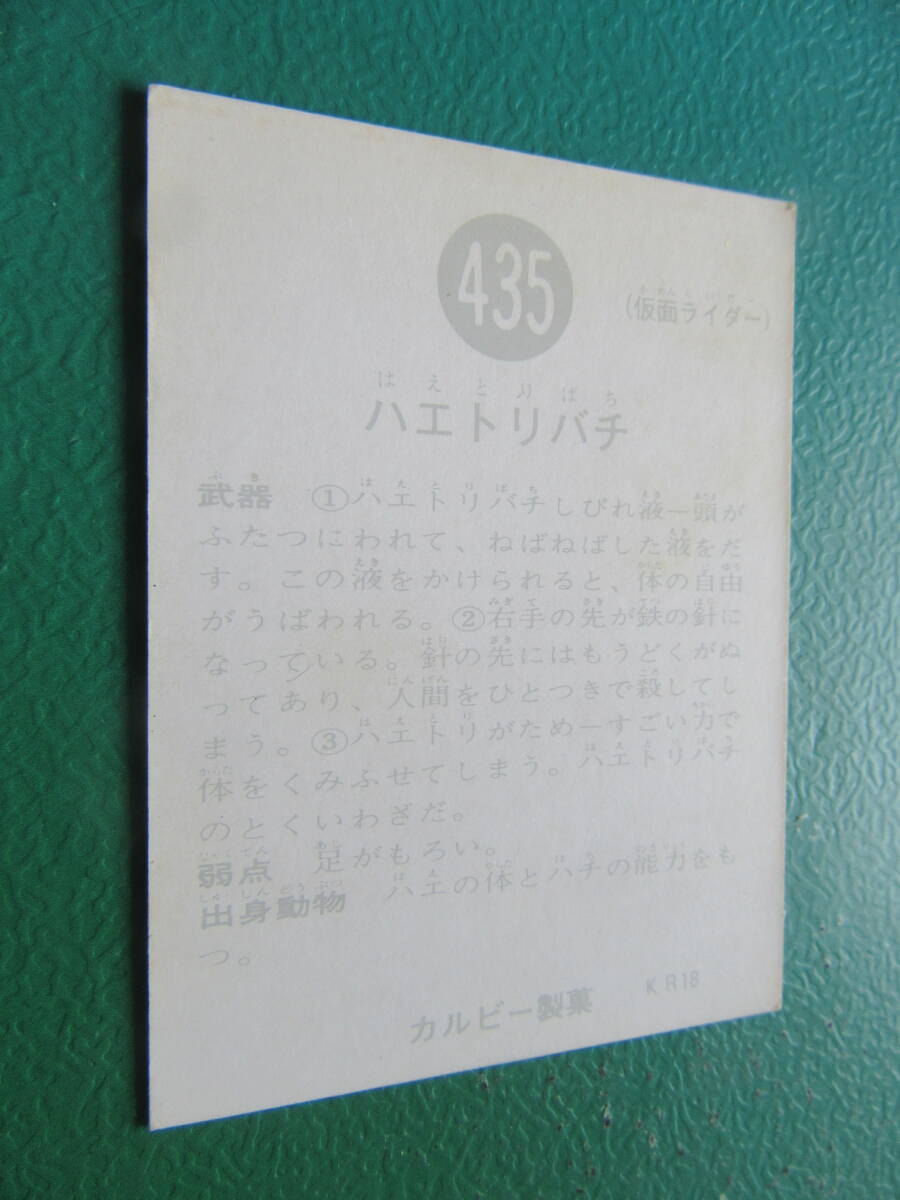 435
(仮面ライダー)
はえとりばち
ハエトリバチ
武器 ①ハエトリバチしびれ液―頭が
ふたつにわれて、ねばねばした液をだ
す。この液をかけられると、体の自由
がうばわれる。②右手の先が鉄の針に
なっている。針の先にはもうどくがぬ
ってあり、人間をひとつきで殺してし
まう。③ハエトリがため―すごい力で
体をくみふせてしまう。ハエトリバチ
のとくいわざだ。
弱点 足がもろい。
出身動物 ハエの体とハチの能力をも
つ。
カルビー製菓 KR18